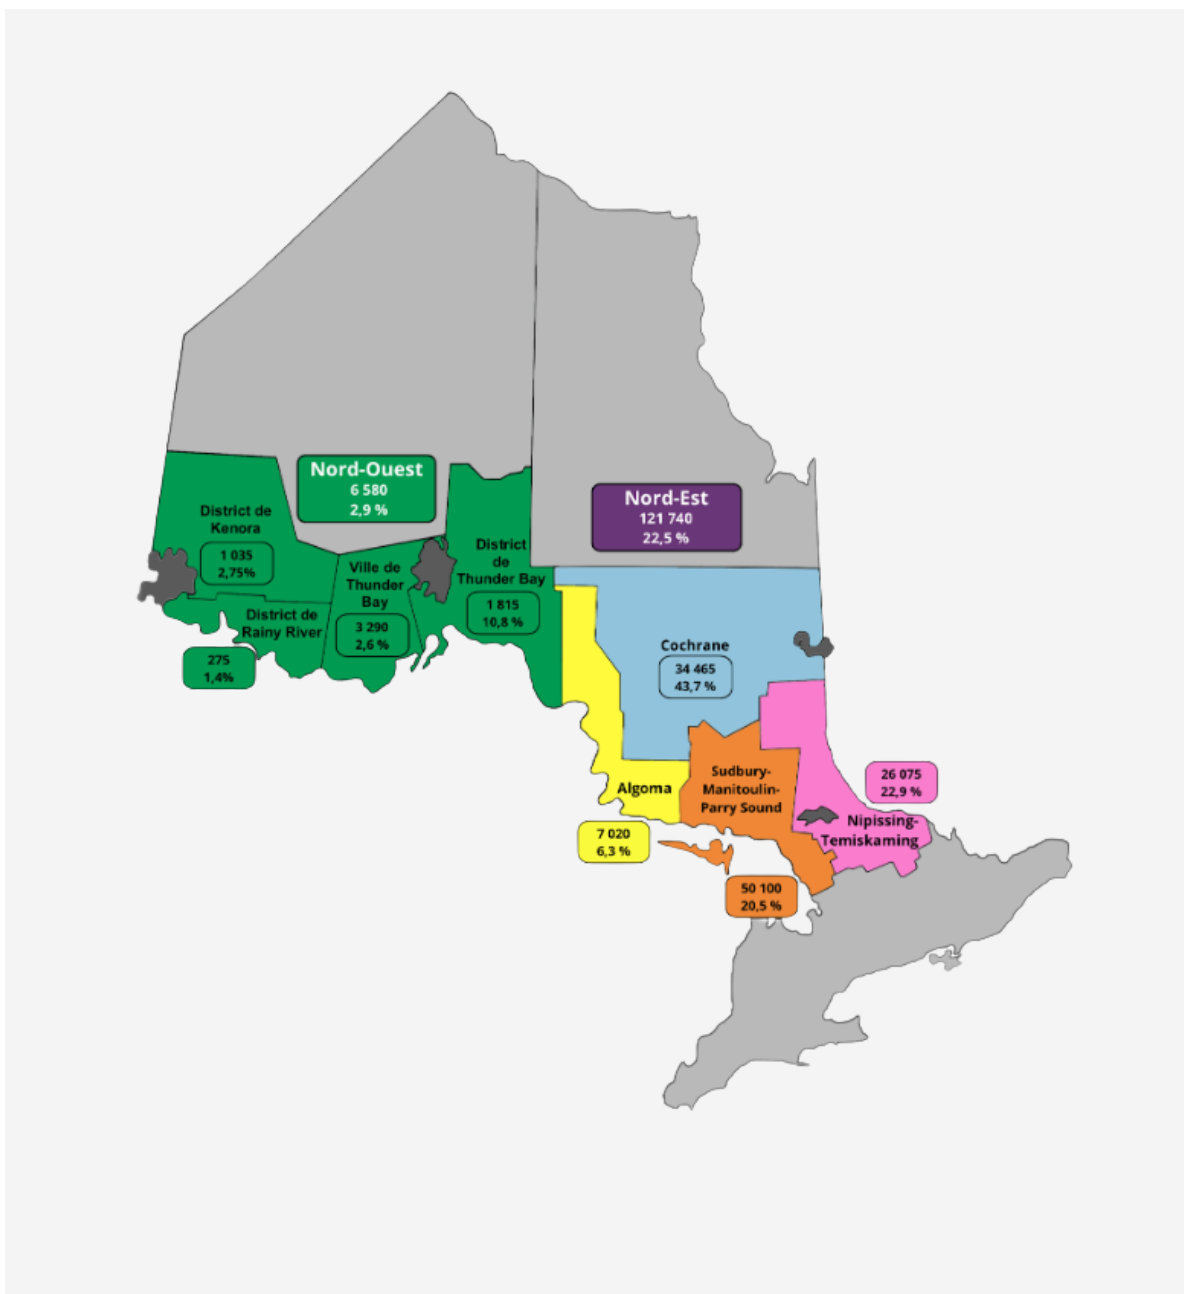 Nord-Ouest
6 580
2,9 %
Nord-Est
121 740
22,5 %
District de
Kenora
1 035
2,75%
District de
Rainy River
275
1,4%
Ville de
Thunder
Bay
3 290
2,6 %
District
de
Thunder Bay
1 815
10,8 %
Cochrane
34 465
43,7 %
Algoma
7 020
6,3 %
Sudbury-
Manitoulin-
Parry Sound
50 100
20,5 %
26 075
22,9 %
Nipissing-
Temiskaming